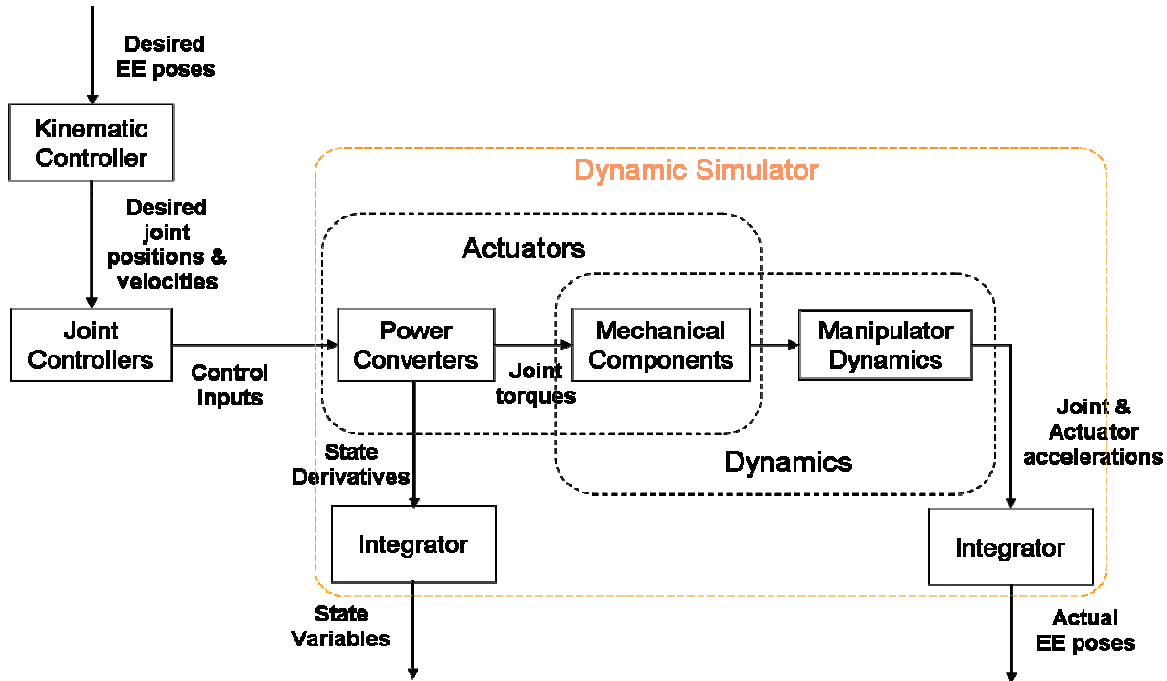 Desired
EE poses
Kinematic
Controller
Dynamic Simulator
Desired
joint
positions &
velocities
Actuators
Joint
Controllers
Control
Inputs
Power
Converters
Joint
torques
Mechanical
Components
Manipulator
Dynamics
Joint &
Actuator
accelerations
State
Derivatives
Dynamics
Integrator
Integrator
State
Variables
Actual
EE poses